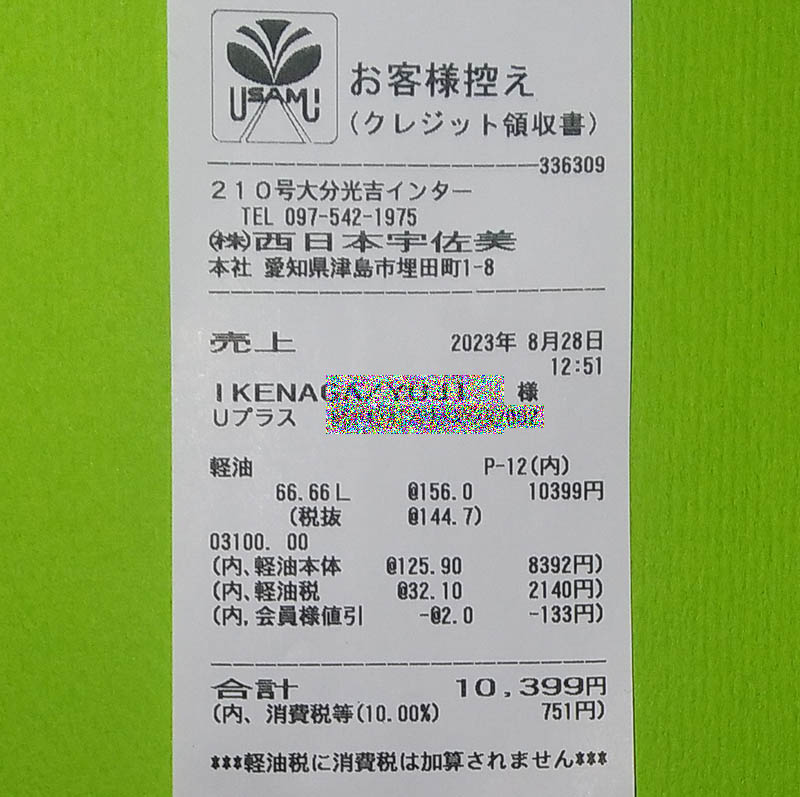 USAMI
お客様控え
(クレジット領収書)
336309
210号大分光吉インター
TEL 097-542-1975
㈱西日本宇佐美
本社 愛知県津島市埋田町1-8
売上 2023年 8月28日
12:51
IKENAGA 様
Uプラス
軽油 P-12(内)
66.66L @156.0 10399円
(税抜 @144.7)
03100. 00
(内、軽油本体 @125.90 8392円)
(内、軽油税 @32.10 2140円)
(内,会員様値引 -@2.0 -133円)
合計 10,399円
(内、消費税等(10.00%) 751円)
***軽油税に消費税は加算されません***